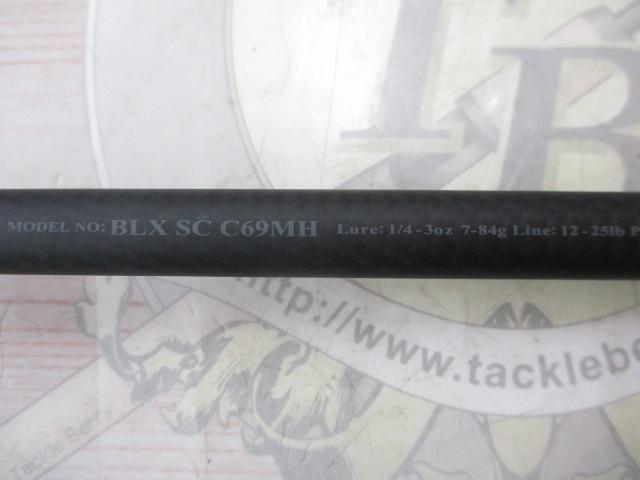 TB
MODEL NO: BLX SC C69MH Lure: 1/4-3oz 7-84g Line: 12-25lb P
http://www.tacklebe
Tackle Berry